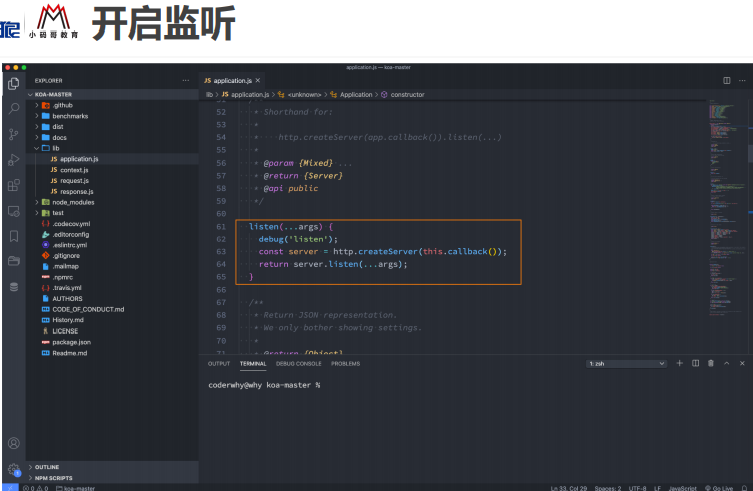 小码哥教育
开启监听
application.js — koa-master
EXPLORER
JS application.js ×
KOA-MASTER
lib > JS application.js > <unknown> > Application > constructor
.github
benchmarks
dist
docs
lib
JS application.js
JS context.js
JS request.js
JS response.js
node_modules
test
.codecov.yml
.editorconfig
.eslintrc.yml
.gitignore
.mailmap
.npmrc
.travis.yml
AUTHORS
CODE_OF_CONDUCT.md
History.md
LICENSE
package.json
Readme.md
52 * Shorthand for:
53 *
54 * http.createServer(app.callback()).listen(...)
55 *
56 * @param {Mixed} ...
57 * @return {Server}
58 * @api public
59 */
60
61 listen(...args) {
62 debug('listen');
63 const server = http.createServer(this.callback());
64 return server.listen(...args);
65 }
66
67 /**
68 * Return JSON representation.
69 * We only bother showing settings.
70 *
71 * @return {Object}
OUTPUT TERMINAL DEBUG CONSOLE PROBLEMS
1: zsh
coderwhy@why koa-master %
OUTLINE
NPM SCRIPTS
0 0 koa-master
Ln 33, Col 29 Spaces: 2 UTF-8 LF JavaScript Go Live